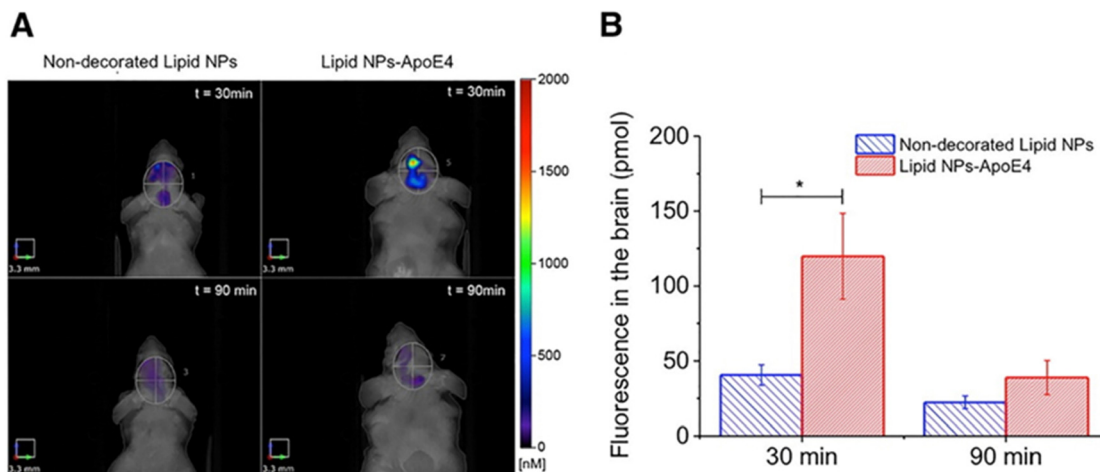 A
Non-decorated Lipid NPs
Lipid NPs-ApoE4
t = 30min
t = 30min
1
5
3.3 mm
3.3 mm
t = 90 min
t = 90min
3
7
3.3 mm
3.3 mm
2000
1500
1000
500
0
[nM]
B
Fluorescence in the brain (pmol)
200
150
100
50
0
Non-decorated Lipid NPs
Lipid NPs-ApoE4
*
30 min
90 min